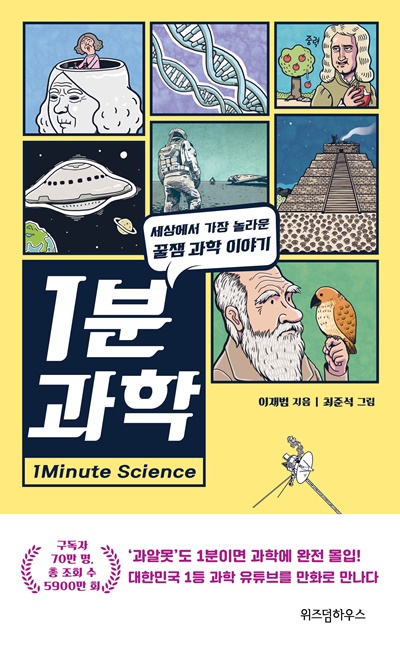 중력
세상에서 가장 놀라운
꿀잼 과학 이야기
1분
과학
1Minute Science
이재범 지음 | 최준석 그림
구독자
70만 명,
총 조회 수
5900만 회
‘과알못’도 1분이면 과학에 완전 몰입!
대한민국 1등 과학 유튜브를 만화로 만나다
위즈덤하우스